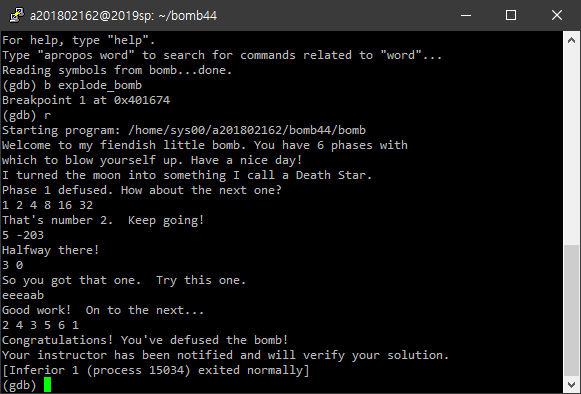 a201802162@2019sp: ~/bomb44
For help, type "help".
Type "apropos word" to search for commands related to "word"...
Reading symbols from bomb...done.
(gdb) b explode_bomb
Breakpoint 1 at 0x401674
(gdb) r
Starting program: /home/sys00/a201802162/bomb44/bomb
Welcome to my fiendish little bomb. You have 6 phases with
which to blow yourself up. Have a nice day!
I turned the moon into something I call a Death Star.
Phase 1 defused. How about the next one?
1 2 4 8 16 32
That's number 2.  Keep going!
5 -203
Halfway there!
3 0
So you got that one.  Try this one.
eeeaab
Good work!  On to the next...
2 4 3 5 6 1
Congratulations! You've defused the bomb!
Your instructor has been notified and will verify your solution.
[Inferior 1 (process 15034) exited normally]
(gdb)